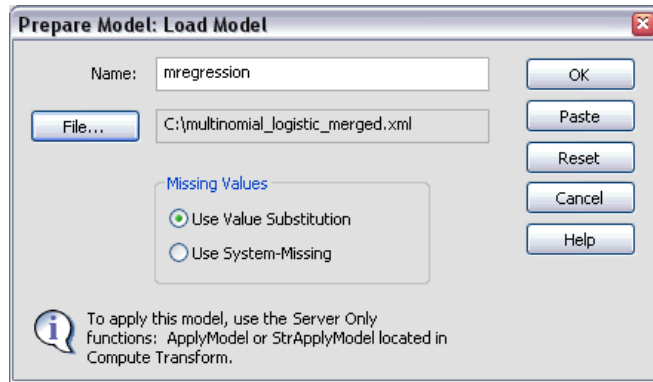 Prepare Model: Load Model
Name:
mregression
OK
File...
C:\multinomial_logistic_merged.xml
Paste
Reset
Missing Values
Cancel
Use Value Substitution
Help
Use System-Missing
To apply this model, use the Server Only
functions: ApplyModel or StrApplyModel located in
Compute Transform.